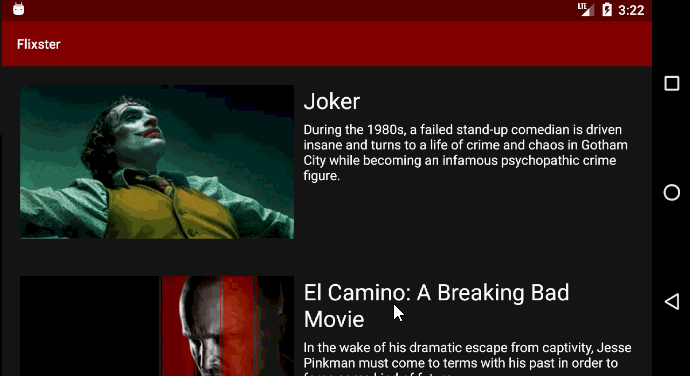 LTE 3:22
Flixster
Joker
During the 1980s, a failed stand-up comedian is driven
insane and turns to a life of crime and chaos in Gotham
City while becoming an infamous psychopathic crime
figure.
El Camino: A Breaking Bad
Movie
In the wake of his dramatic escape from captivity, Jesse
Pinkman must come to terms with his past in order to